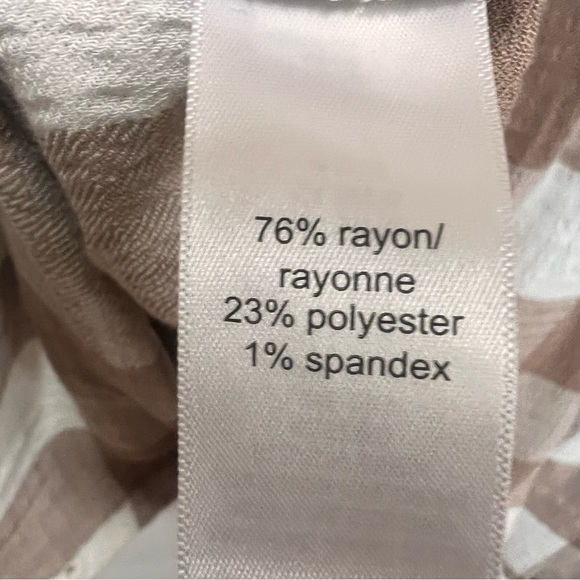 76% rayon/
rayonne
23% polyester
1% spandex